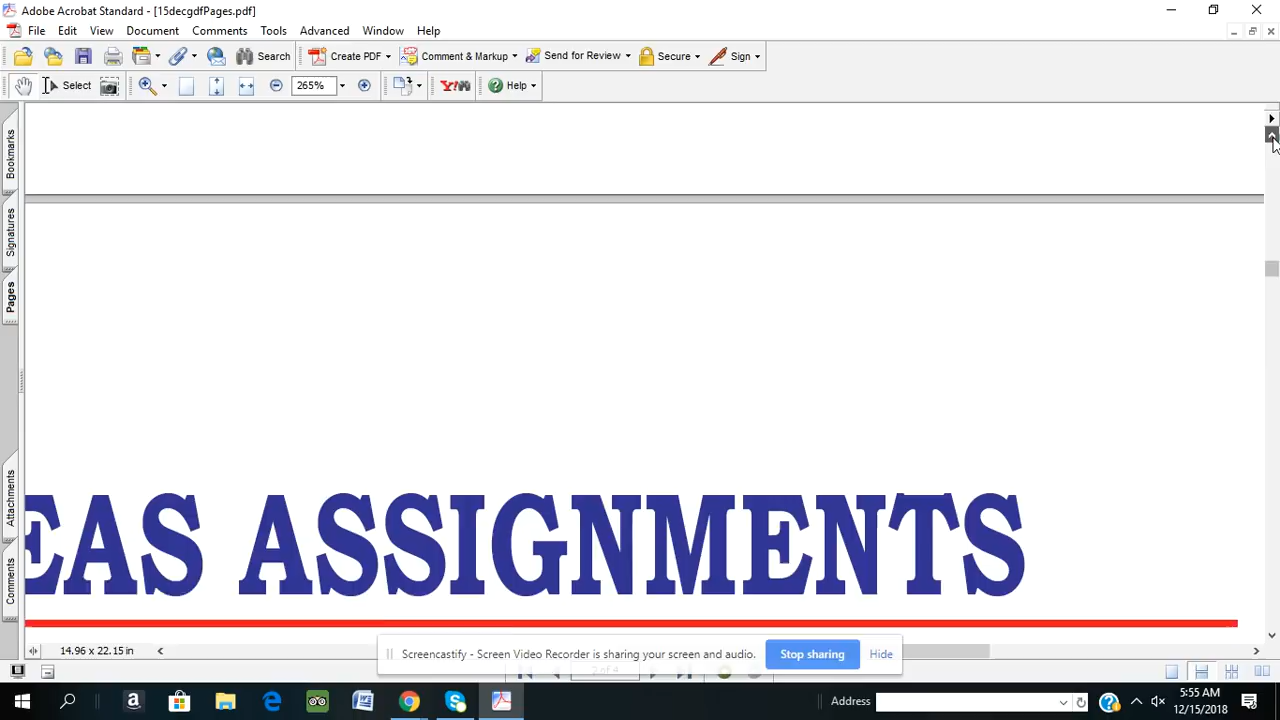 Adobe Acrobat Standard - [15decgdfPages.pdf]
File Edit View Document Comments Tools Advanced Window Help
Search Create PDF Comment & Markup Send for Review Secure Sign
Select 265% Y! Help
Bookmarks
Signatures
Pages
Attachments
Comments
EAS ASSIGNMENTS
14.96 x 22.15 in
Screencastify - Screen Video Recorder is sharing your screen and audio. Stop sharing Hide
2 of 4
Address
5:55 AM
12/15/2018